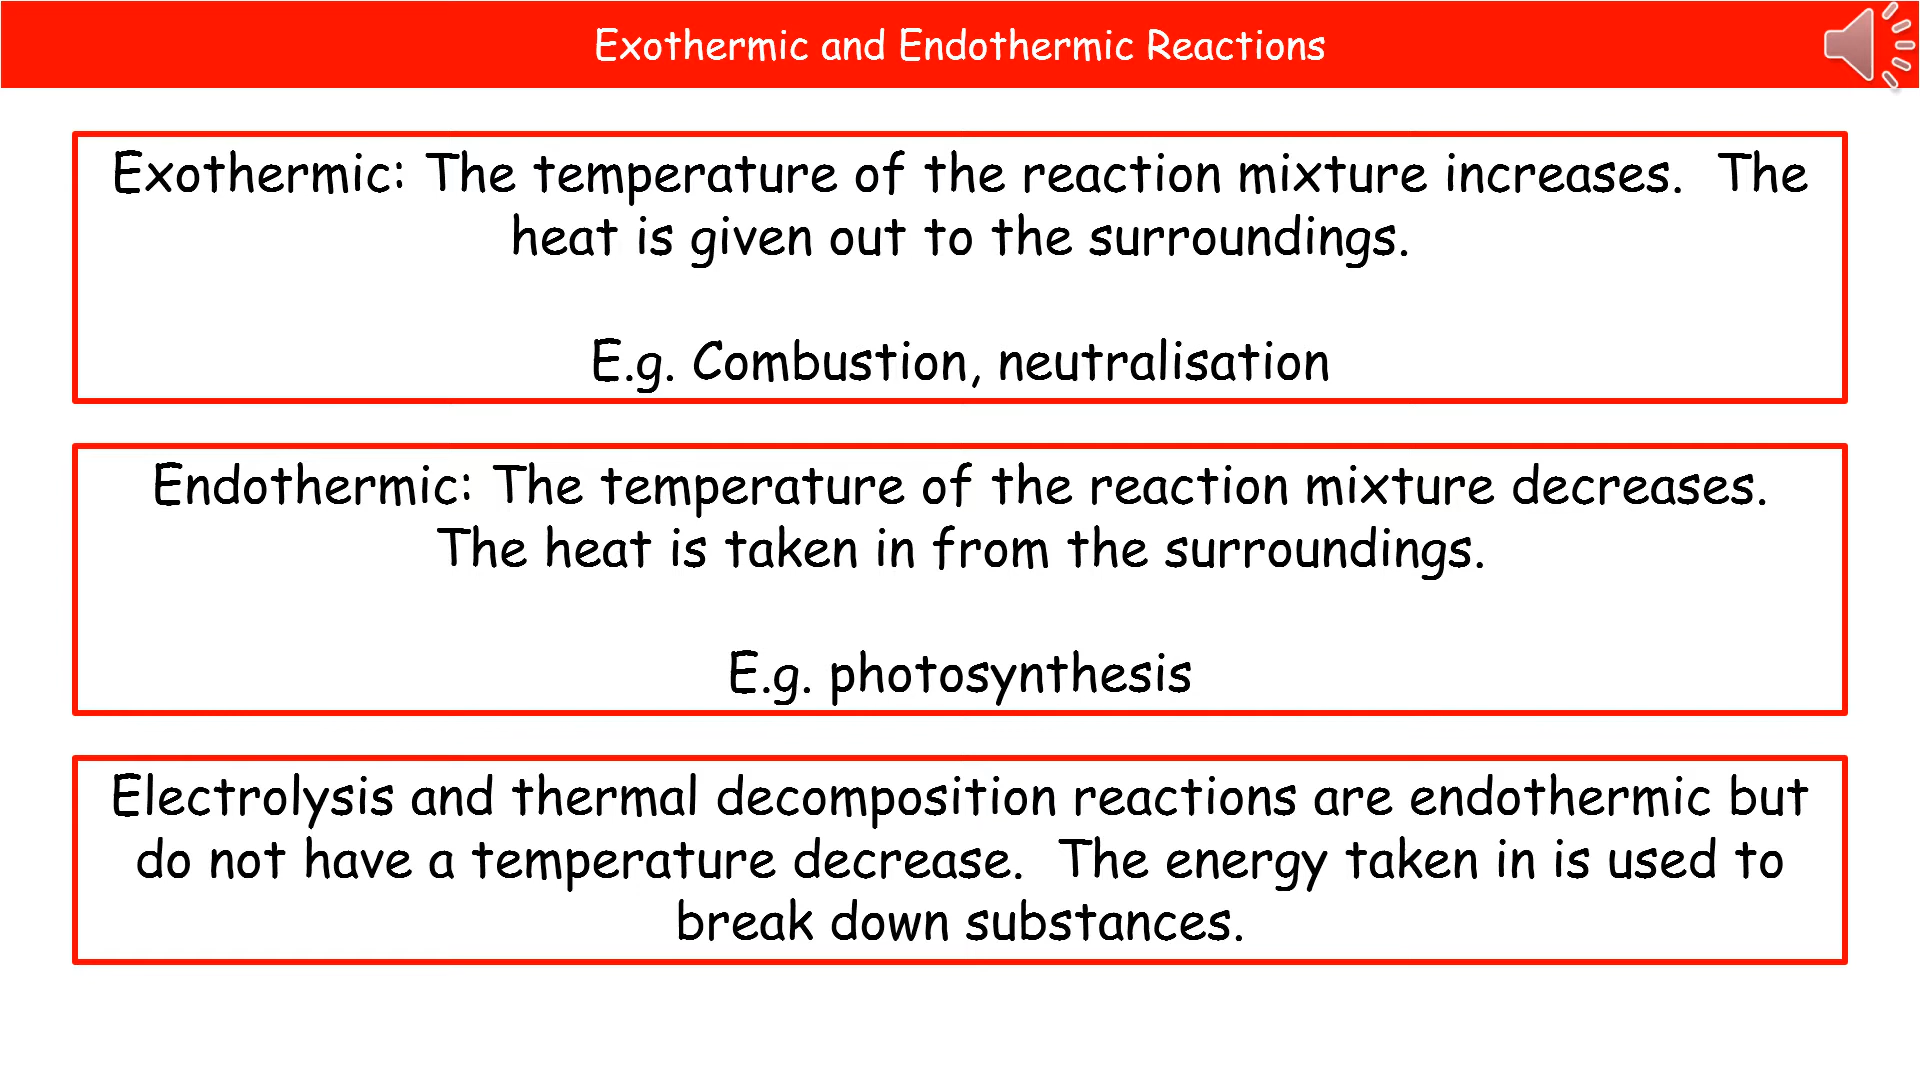 Exothermic and Endothermic Reactions
Exothermic: The temperature of the reaction mixture increases.  The
heat is given out to the surroundings.
E.g. Combustion, neutralisation
Endothermic: The temperature of the reaction mixture decreases.
The heat is taken in from the surroundings.
E.g. photosynthesis
Electrolysis and thermal decomposition reactions are endothermic but
do not have a temperature decrease.  The energy taken in is used to
break down substances.